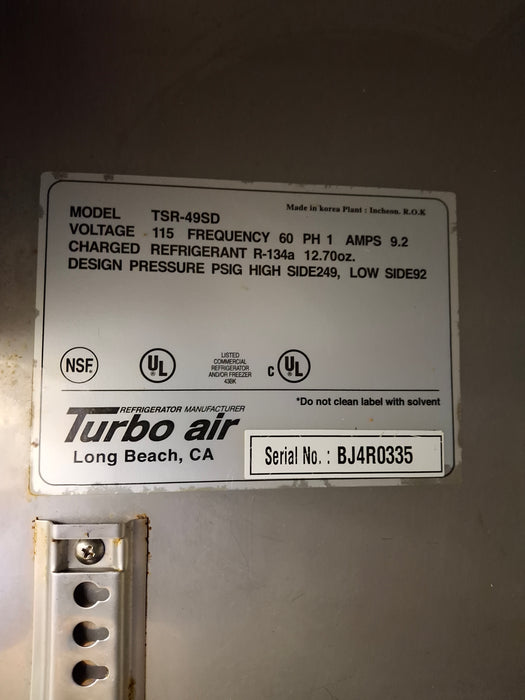 Made in korea Plant : Incheon. R.O.K
MODEL TSR-49SD
VOLTAGE 115 FREQUENCY 60 PH 1 AMPS 9.2
CHARGED REFRIGERANT R-134a 12.70oz.
DESIGN PRESSURE PSIG HIGH SIDE249, LOW SIDE92
NSF
UL
LISTED
COMMERCIAL
REFRIGERATOR
AND/OR FREEZER
43BK
c UL
*Do not clean label with solvent
REFRIGERATOR MANUFACTURER
Turbo air
Long Beach, CA
Serial No. : BJ4R0335